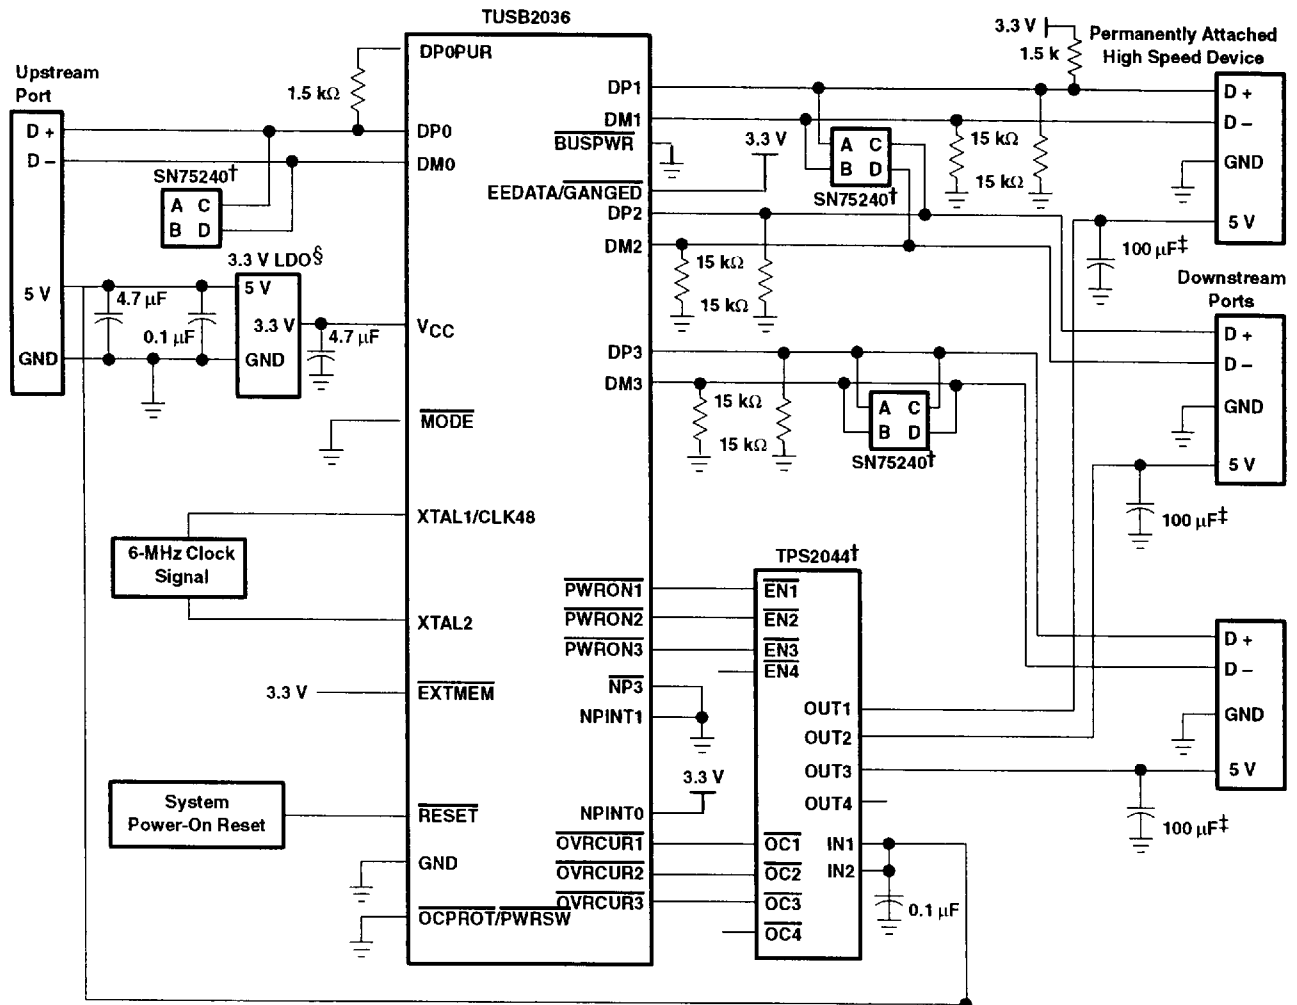 TUSB2036
Upstream
Port
D +
D –
5 V
GND
1.5 kΩ
SN75240†
A C
B D
3.3 V LDO§
5 V
3.3 V
GND
4.7 µF
0.1 µF
4.7 µF
6-MHz Clock
Signal
3.3 V
System
Power-On Reset
DP0PUR
DP0
DM0
VCC
MODE
XTAL1/CLK48
XTAL2
EXTMEM
RESET
GND
OCPROT/PWRSW
DP1
DM1
BUSPWR
EEDATA/GANGED
DP2
DM2
DP3
DM3
PWRON1
PWRON2
PWRON3
NP3
NPINT1
NPINT0
OVRCUR1
OVRCUR2
OVRCUR3
3.3 V
A C
B D
SN75240†
15 kΩ
15 kΩ
15 kΩ
15 kΩ
15 kΩ
15 kΩ
A C
B D
SN75240†
3.3 V
TPS2044†
EN1
EN2
EN3
EN4
OUT1
OUT2
OUT3
OUT4
OC1
OC2
OC3
OC4
IN1
IN2
0.1 µF
3.3 V
1.5 k
Permanently Attached
High Speed Device
D +
D –
GND
5 V
100 µF‡
Downstream
Ports
D +
D –
GND
5 V
100 µF‡
D +
D –
GND
5 V
100 µF‡